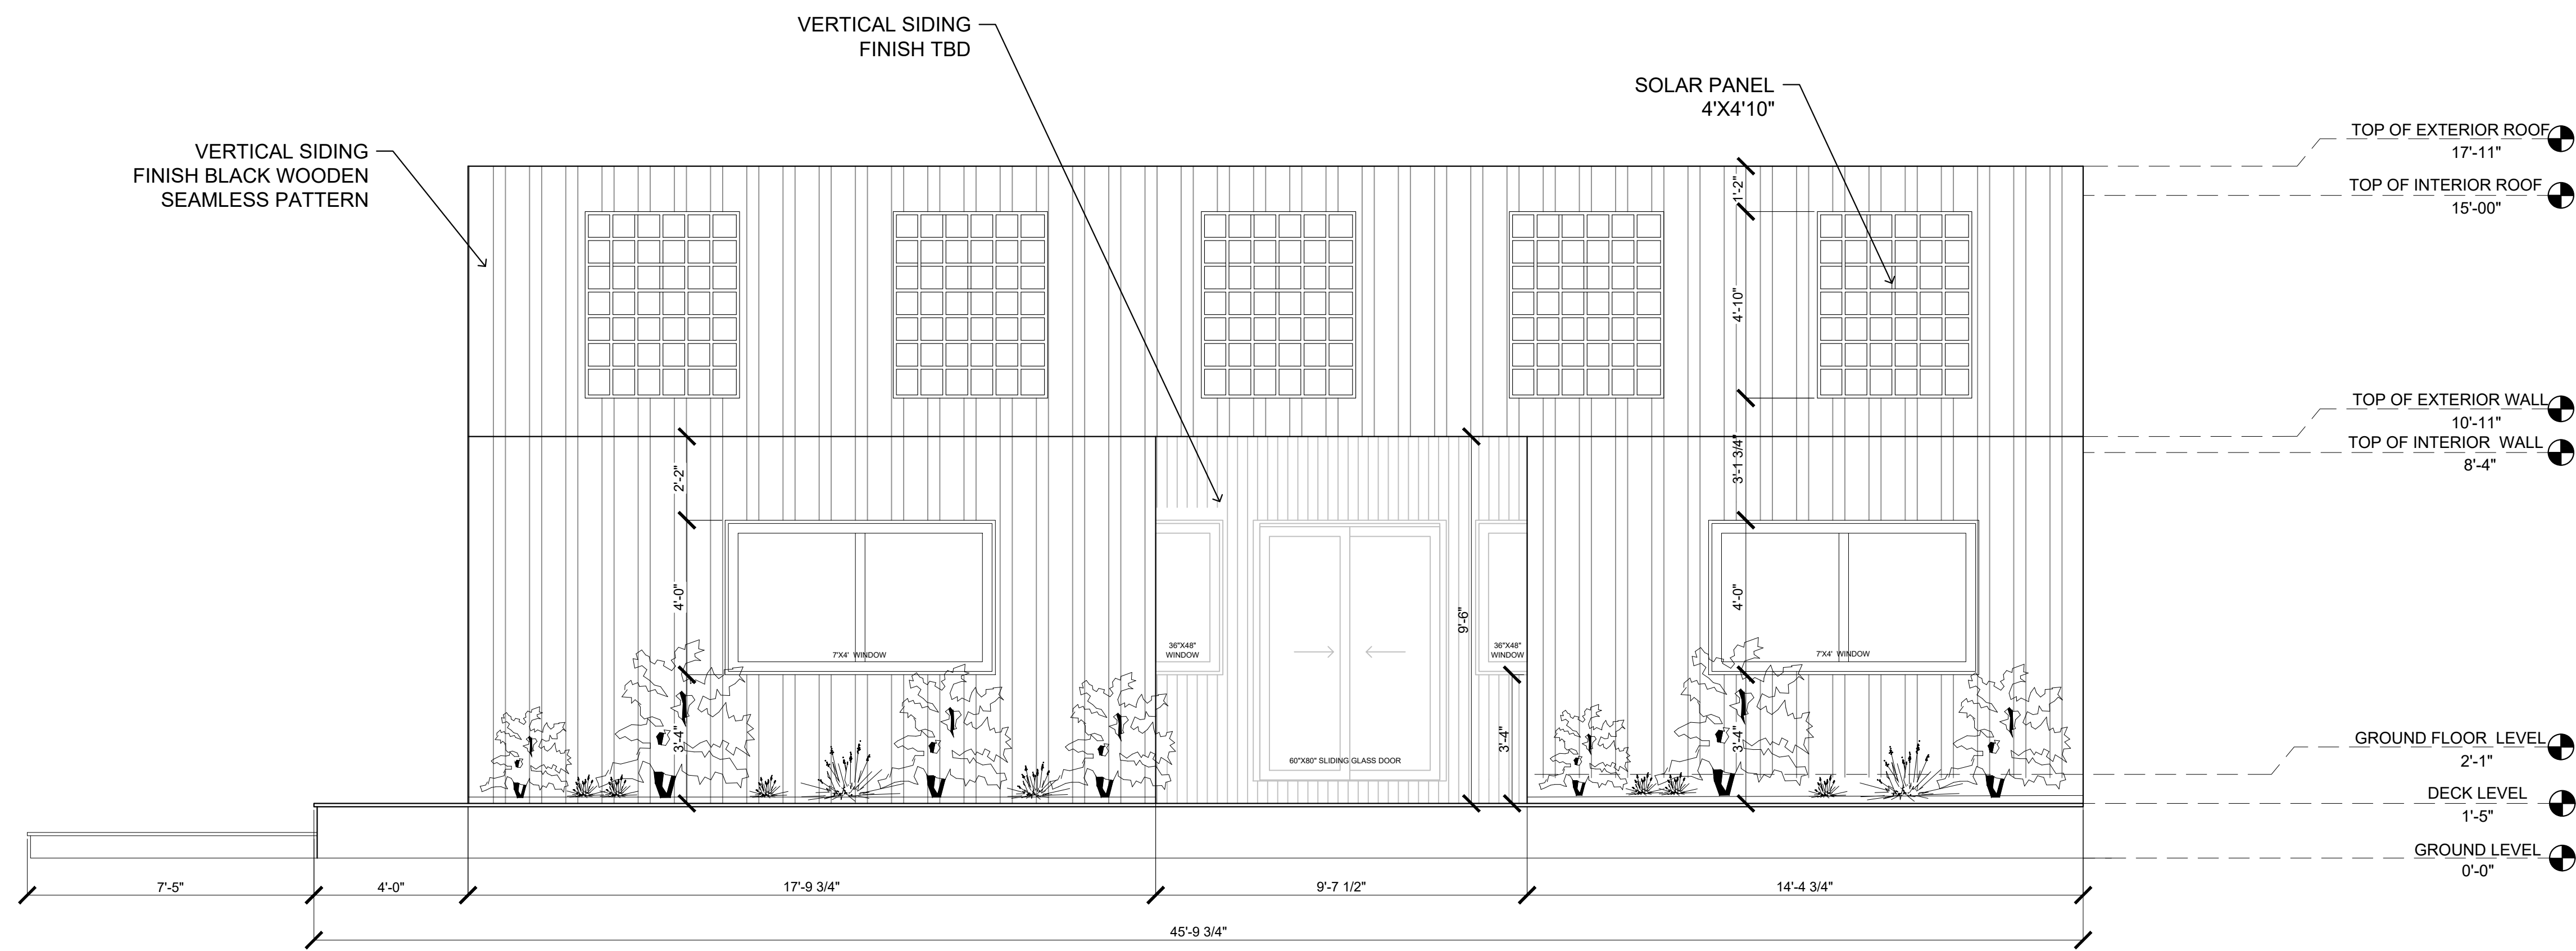 VERTICAL SIDING
FINISH TBD
SOLAR PANEL
4'X4'10"
VERTICAL SIDING
FINISH BLACK WOODEN
SEAMLESS PATTERN
TOP OF EXTERIOR ROOF
17'-11"
TOP OF INTERIOR ROOF
15'-00"
TOP OF EXTERIOR WALL
10'-11"
TOP OF INTERIOR WALL
8'-4"
GROUND FLOOR LEVEL
2'-1"
DECK LEVEL
1'-5"
GROUND LEVEL
0'-0"
1'-2"
4'-10"
3'-1 3/4"
4'-0"
3'-4"
2'-2"
4'-0"
3'-4"
9'-6"
3'-4"
7'X4' WINDOW
36"X48"
WINDOW
60"X80" SLIDING GLASS DOOR
36"X48"
WINDOW
7'X4' WINDOW
7'-5"
4'-0"
17'-9 3/4"
9'-7 1/2"
14'-4 3/4"
45'-9 3/4"